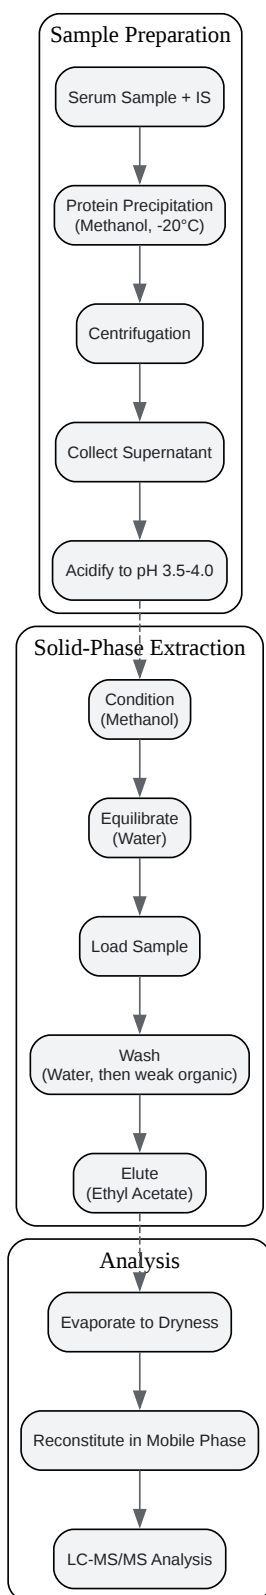 Sample Preparation
Serum Sample + IS
Protein Precipitation
(Methanol, -20°C)
Centrifugation
Collect Supernatant
Acidify to pH 3.5-4.0
Solid-Phase Extraction
Condition
(Methanol)
Equilibrate
(Water)
Load Sample
Wash
(Water, then weak organic)
Elute
(Ethyl Acetate)
Analysis
Evaporate to Dryness
Reconstitute in Mobile Phase
LC-MS/MS Analysis